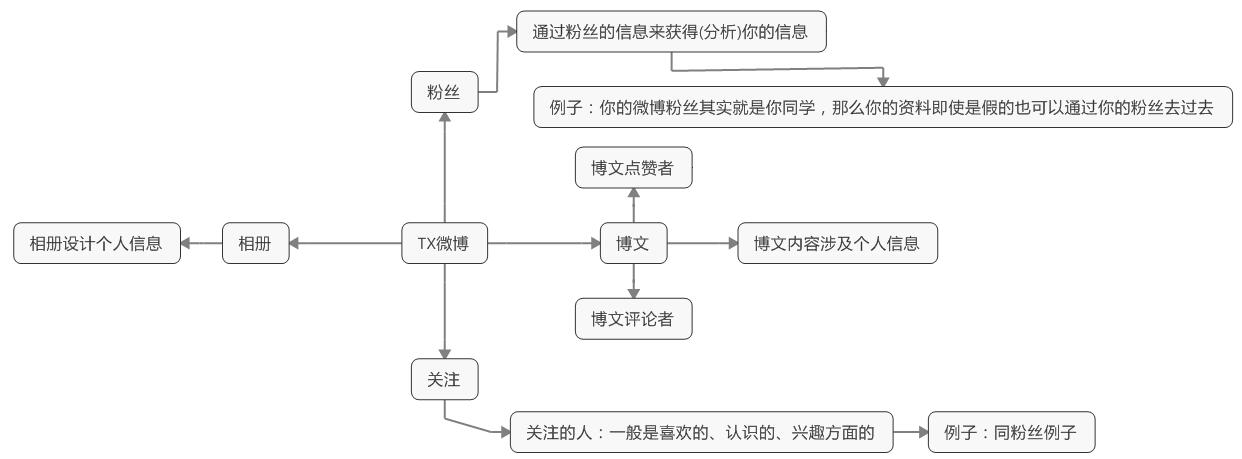 通过粉丝的信息来获得(分析)你的信息
粉丝
例子：你的微博粉丝其实就是你同学，那么你的资料即使是假的也可以通过你的粉丝去过去
博文点赞者
相册设计个人信息
相册
TX微博
博文
博文内容涉及个人信息
博文评论者
关注
关注的人：一般是喜欢的、认识的、兴趣方面的
例子：同粉丝例子